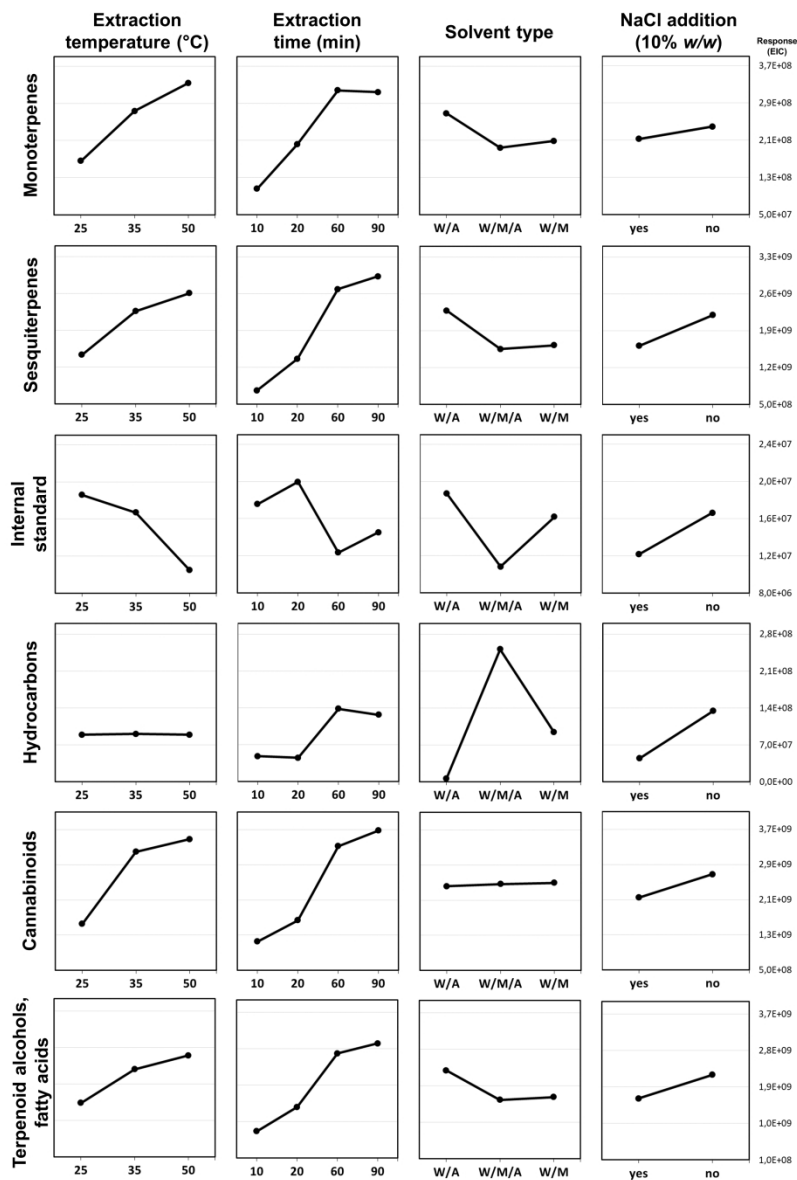 Extraction
temperature (°C)
Extraction
time (min)
Solvent type
NaCl addition
(10% w/w)
Response
(EIC)
Monoterpenes
3,7E+08
2,9E+08
2,1E+08
1,3E+08
5,0E+07
25 35 50
10 20 60 90
W/A W/M/A W/M
yes no
Sesquiterpenes
3,3E+09
2,6E+09
1,9E+09
1,2E+09
5,0E+08
25 35 50
10 20 60 90
W/A W/M/A W/M
yes no
Internal
standard
2,4E+07
2,0E+07
1,6E+07
1,2E+07
8,0E+06
25 35 50
10 20 60 90
W/A W/M/A W/M
yes no
Hydrocarbons
2,8E+08
2,1E+08
1,4E+08
7,0E+07
0,0E+00
25 35 50
10 20 60 90
W/A W/M/A W/M
yes no
Cannabinoids
3,7E+09
2,9E+09
2,1E+09
1,3E+09
5,0E+08
25 35 50
10 20 60 90
W/A W/M/A W/M
yes no
Terpenoid alcohols,
fatty acids
3,7E+09
2,8E+09
1,9E+09
1,0E+09
1,0E+08
25 35 50
10 20 60 90
W/A W/M/A W/M
yes no